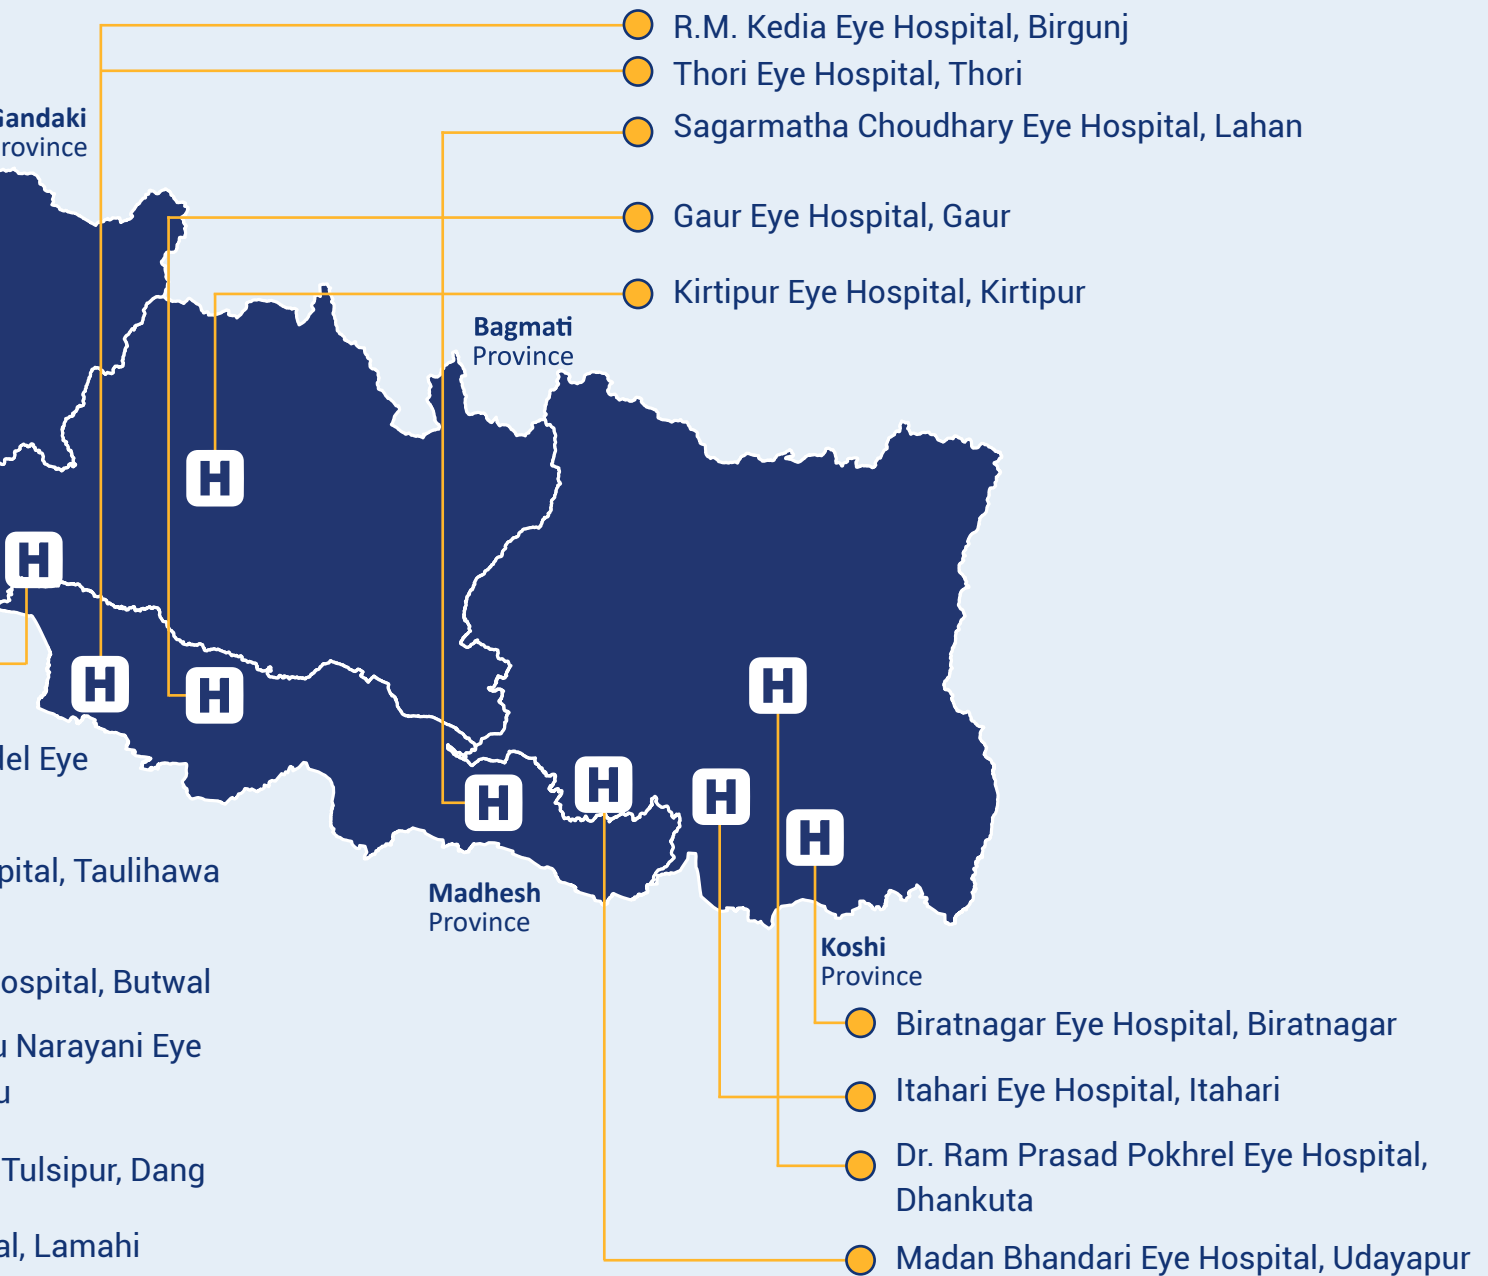 R.M. Kedia Eye Hospital, Birgunj
Thori Eye Hospital, Thori
Gandaki
Province
Sagarmatha Choudhary Eye Hospital, Lahan
Gaur Eye Hospital, Gaur
Kirtipur Eye Hospital, Kirtipur
Bagmati
Province
H
H
H
H
H
H
H
H
H
Eye
Taulihawa
Madhesh
Province
Koshi
Province
Butwal
Narayani Eye
Tulsipur, Dang
Lamahi
Biratnagar Eye Hospital, Biratnagar
Itahari Eye Hospital, Itahari
Dr. Ram Prasad Pokhrel Eye Hospital,
Dhankuta
Madan Bhandari Eye Hospital, Udayapur